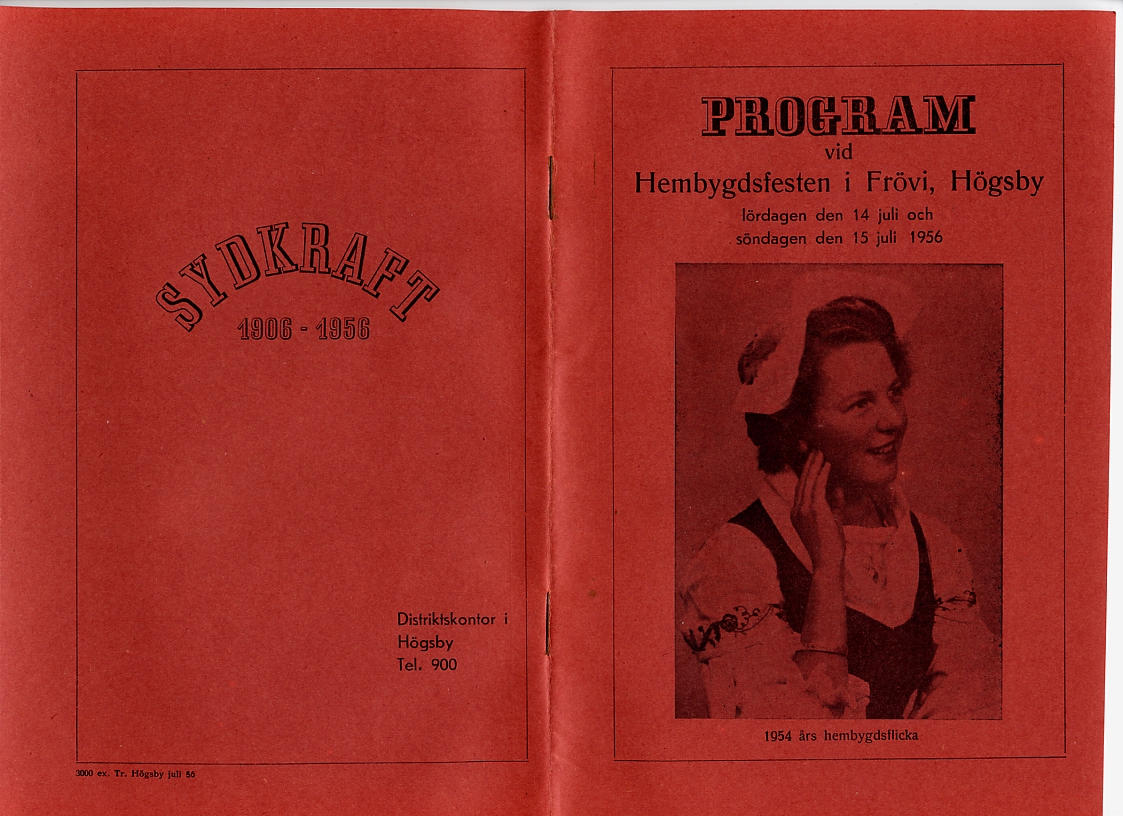 SYDKRAFT
1906 - 1956
Distriktskontor i
Högsby
Tel. 900
3000 ex. Tr. Högsby juli 56
PROGRAM
vid
Hembygdsfesten i Frövi, Högsby
lördagen den 14 juli och
söndagen den 15 juli 1956
1954 års hembygdsflicka